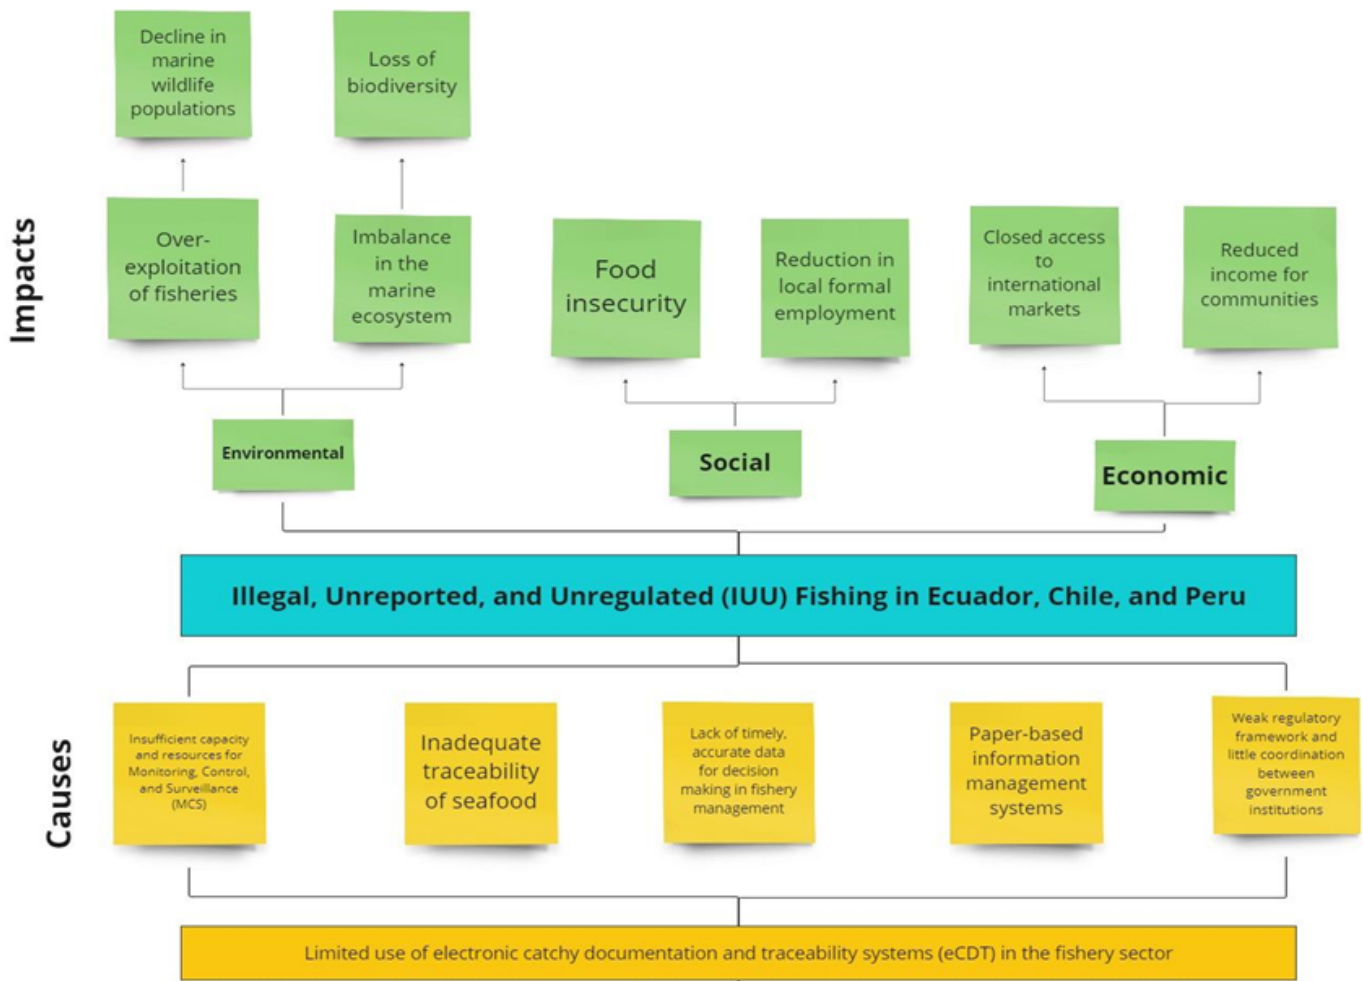 Decline in
marine
wildlife
populations
Loss of
biodiversity
Impacts
Over-
exploitation
of fisheries
Imbalance
in the
marine
ecosystem
Food
insecurity
Reduction in
local formal
employment
Closed access
to
international
markets
Reduced
income for
communities
Environmental
Social
Economic
Illegal, Unreported, and Unregulated (IUU) Fishing in Ecuador, Chile, and Peru
Causes
Insufficient capacity
and resources for
Monitoring, Control,
and Surveillance
(MCS)
Inadequate
traceability
of seafood
Lack of timely,
accurate data
for decision
making in fishery
management
Paper-based
information
management
systems
Weak regulatory
framework and
little coordination
between
government
institutions
Limited use of electronic catchy documentation and traceability systems (eCDT) in the fishery sector